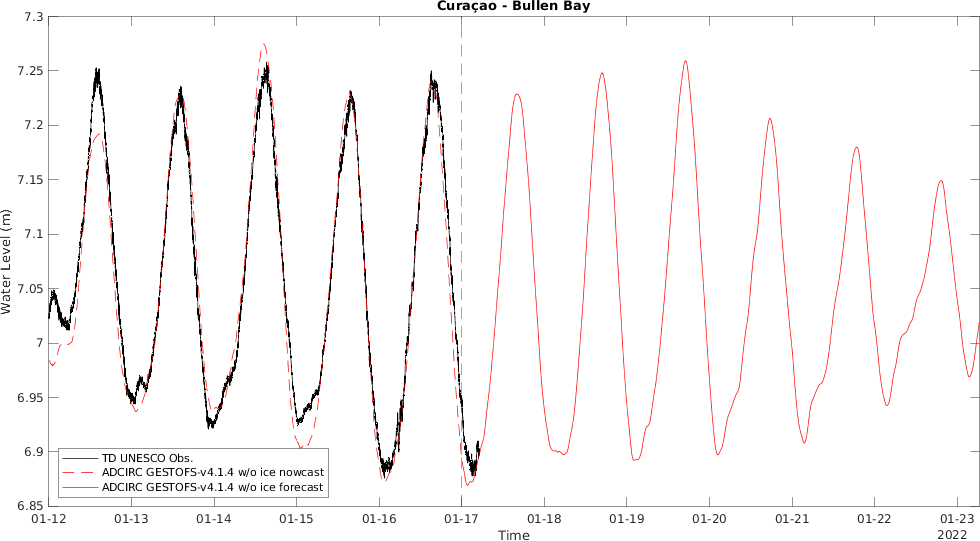 Curaçao - Bullen Bay
7.3
7.25
7.2
7.15
7.1
7.05
7
6.95
6.9
6.85
Water Level (m)
TD UNESCO Obs.
ADCIRC GESTOFS-v4.1.4 w/o ice nowcast
ADCIRC GESTOFS-v4.1.4 w/o ice forecast
01-12 01-13 01-14 01-15 01-16 01-17 01-18 01-19 01-20 01-21 01-22 01-23
Time
2022